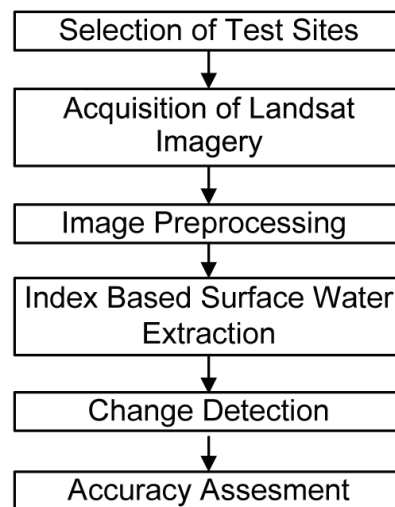 Selection of Test Sites
Acquisition of Landsat
Imagery
Image Preprocessing
Index Based Surface Water
Extraction
Change Detection
Accuracy Assesment